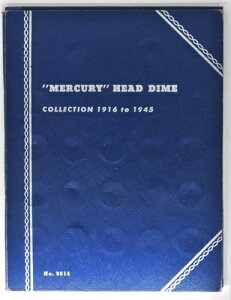 "MERCURY" HEAD DIME
COLLECTION 1916 to 1945
No. 9014